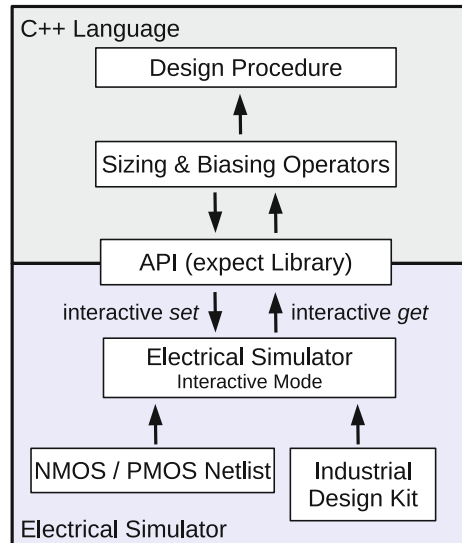 C++ Language
Design Procedure
Sizing & Biasing Operators
API (expect Library)
interactive set
interactive get
Electrical Simulator
Interactive Mode
NMOS / PMOS Netlist
Industrial
Design Kit
Electrical Simulator